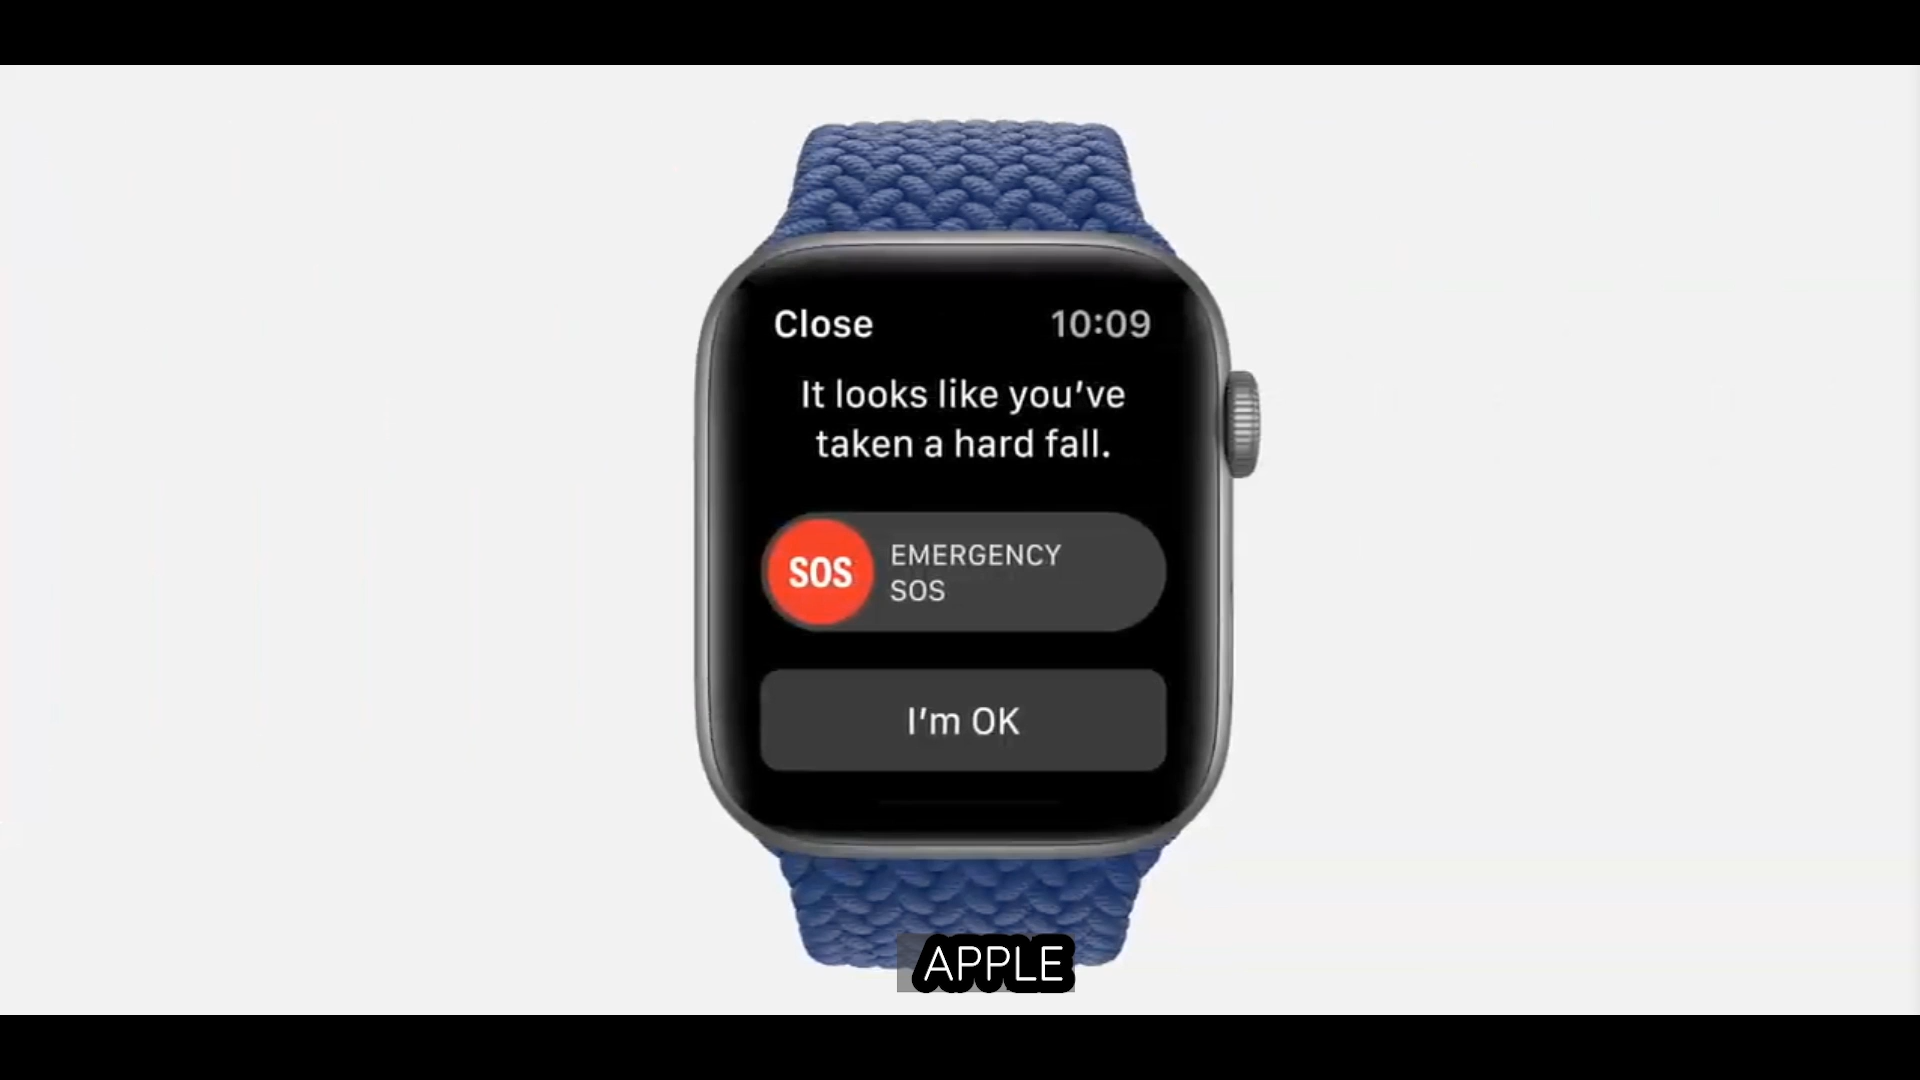 Close 10:09
It looks like you've
taken a hard fall.
SOS EMERGENCY
SOS
I'm OK
APPLE